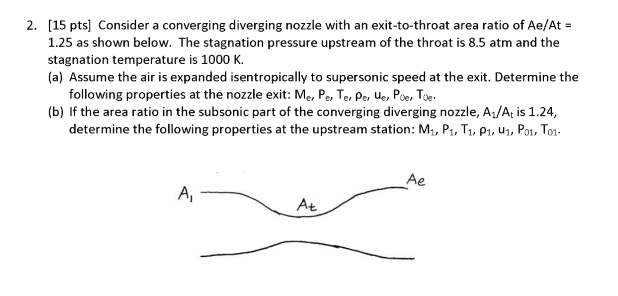 2. [15 pts] Consider a converging diverging nozzle with an exit-to-throat area ratio of Ae/At =
1.25 as shown below. The stagnation pressure upstream of the throat is 8.5 atm and the
stagnation temperature is 1000 K.
(a) Assume the air is expanded isentropically to supersonic speed at the exit. Determine the
following properties at the nozzle exit: Me, Pe, Te, ρe, ue, P0e, T0e.
(b) If the area ratio in the subsonic part of the converging diverging nozzle, A1/At is 1.24,
determine the following properties at the upstream station: M1, P1, T1, ρ1, u1, P01, T01.
Ae
A1
At